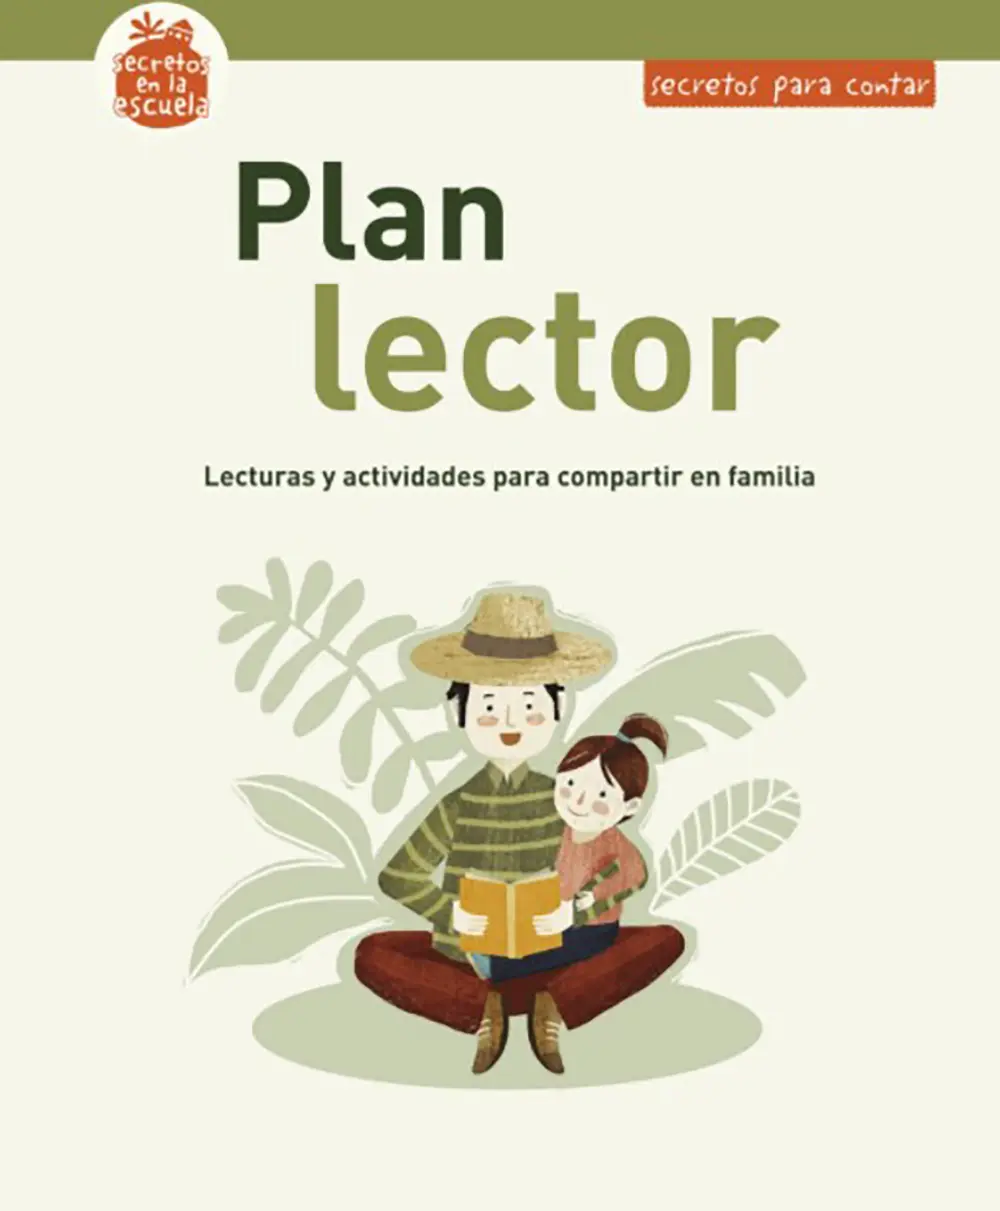 secretos
en la
escuela
secretos para contar
Plan
lector
Lecturas y actividades para compartir en familia